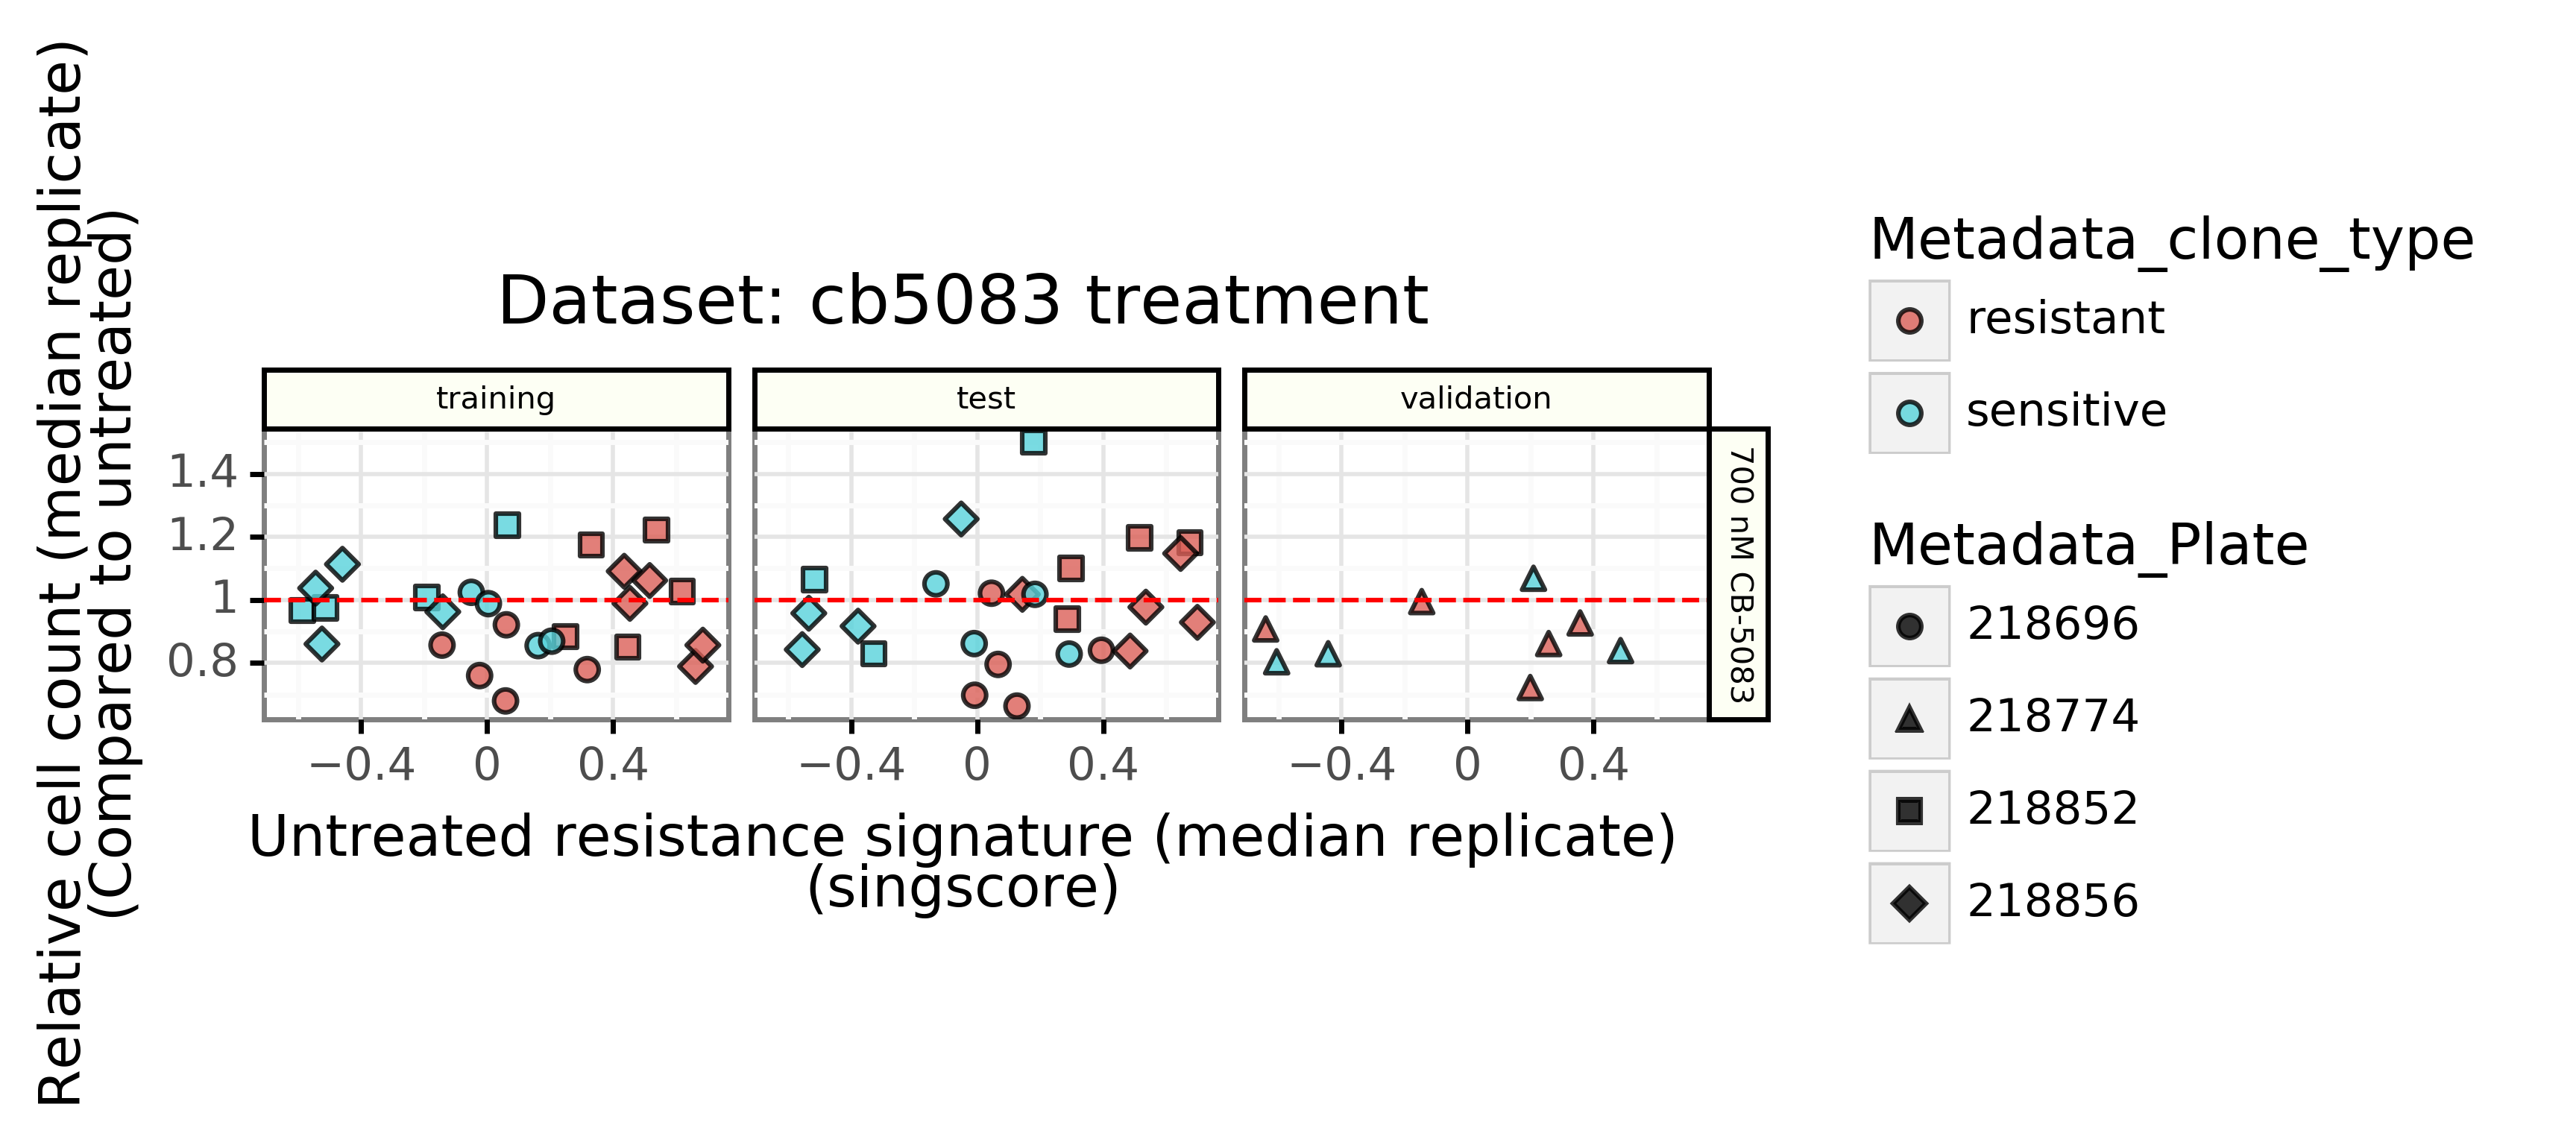 Dataset: cb5083 treatment
training
test
validation
Relative cell count (median replicate)
(Compared to untreated)
1.4
1.2
1
0.8
700 nM CB-5083
−0.4
0
0.4
−0.4
0
0.4
−0.4
0
0.4
Untreated resistance signature (median replicate)
(singscore)
Metadata_clone_type
resistant
sensitive
Metadata_Plate
218696
218774
218852
218856